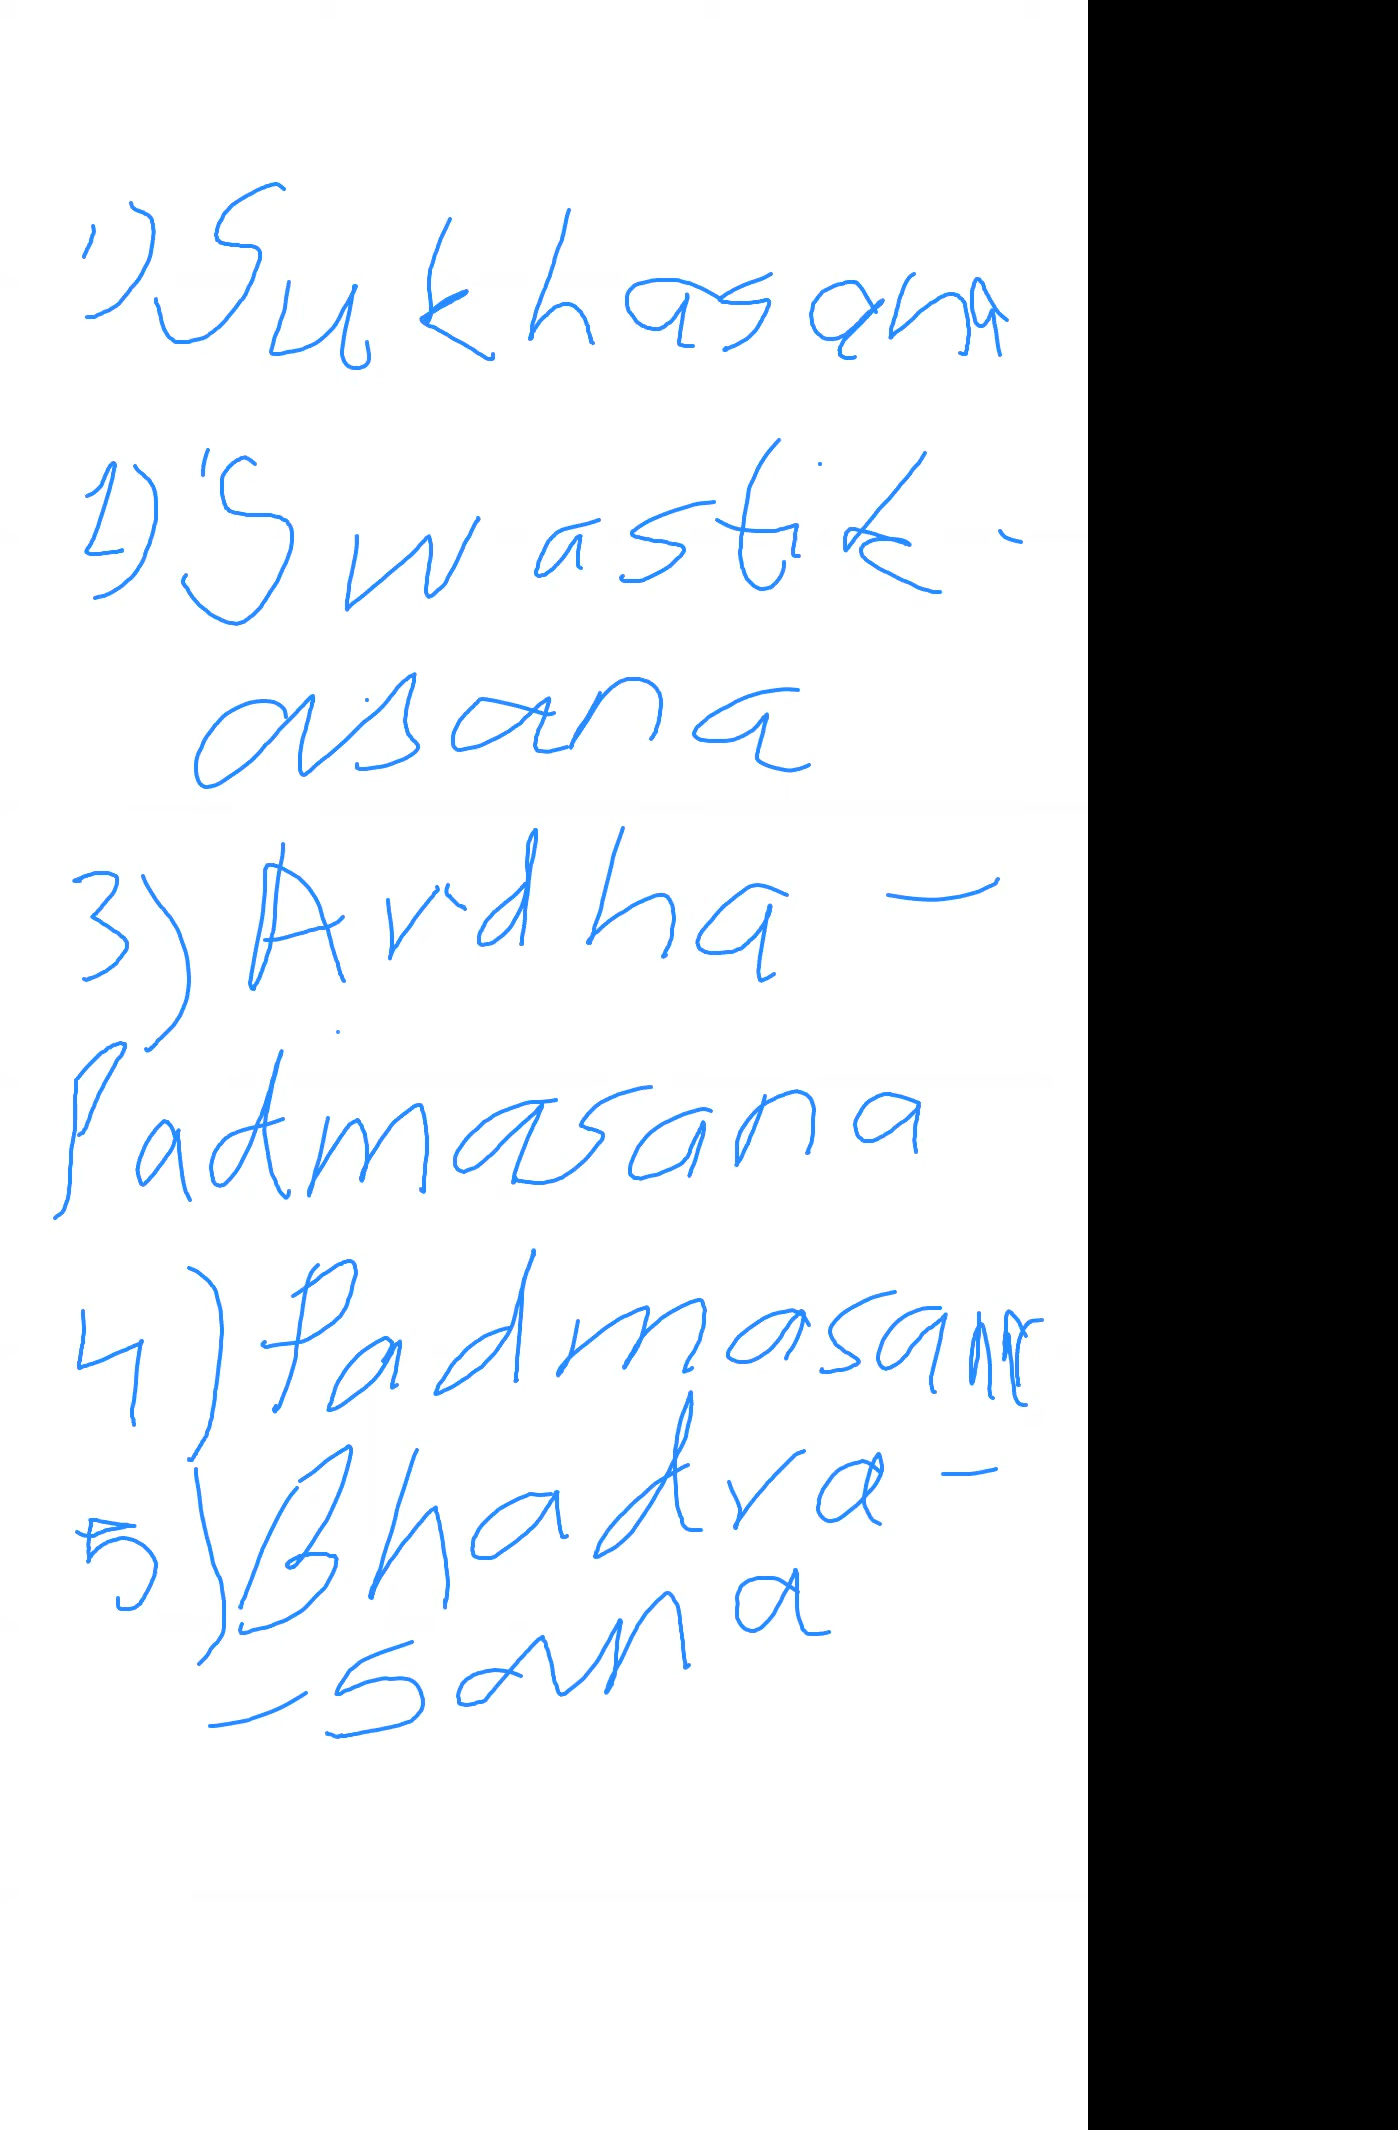 1) Sukhasana
2) Swastik-
asana
3) Ardha -
Padmasana
4) Padmasana
5) Bhadra -
- sana